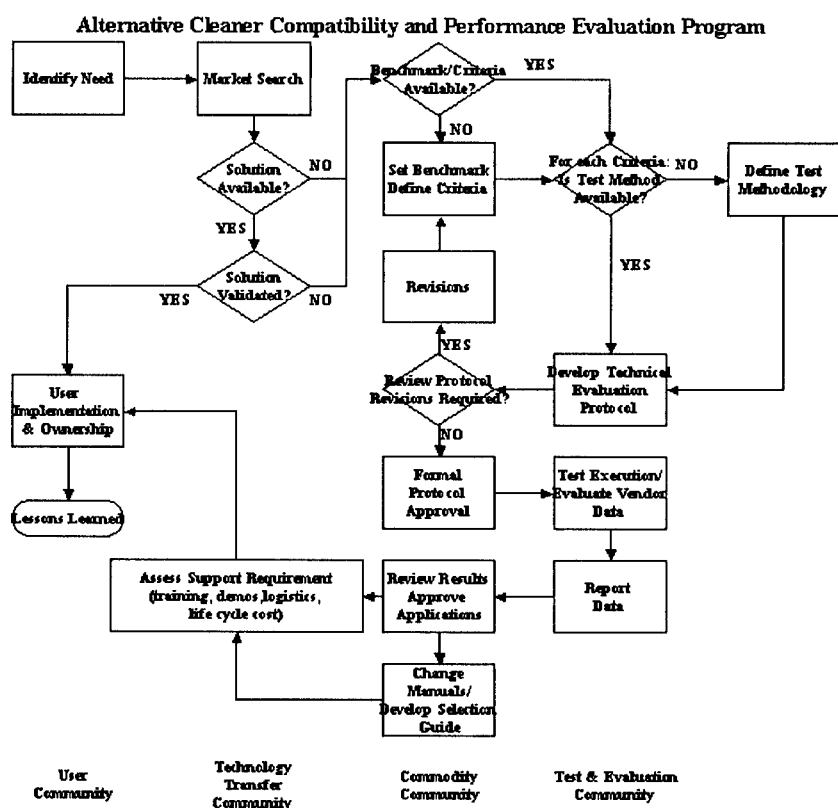 Alternative Cleaner Compatibility and Performance Evaluation Program
Identify Need
Market Search
Benchmark/Criteria
Available?
YES
NO
Solution
Available?
NO
YES
Set Benchmark
Define Criteria
For each Criteria:
Is Test Method
Available?
NO
Define Test
Methodology
YES
Solution
Validated?
YES
NO
Revisions
YES
User
Implementation
& Ownership
Review Protocol
Revisions Required?
NO
Develop Technical
Evaluation
Protocol
Lessons Learned
Formal
Protocol
Approval
Test Execution/
Evaluate Vendor
Data
Assess Support Requirement
(training, demos,logistics,
life cycle cost)
Review Results
Approve
Applications
Report
Data
Change
Manuals/
Develop Selection
Guide
User
Community
Technology
Transfer
Community
Commodity
Community
Test & Evaluation
Community